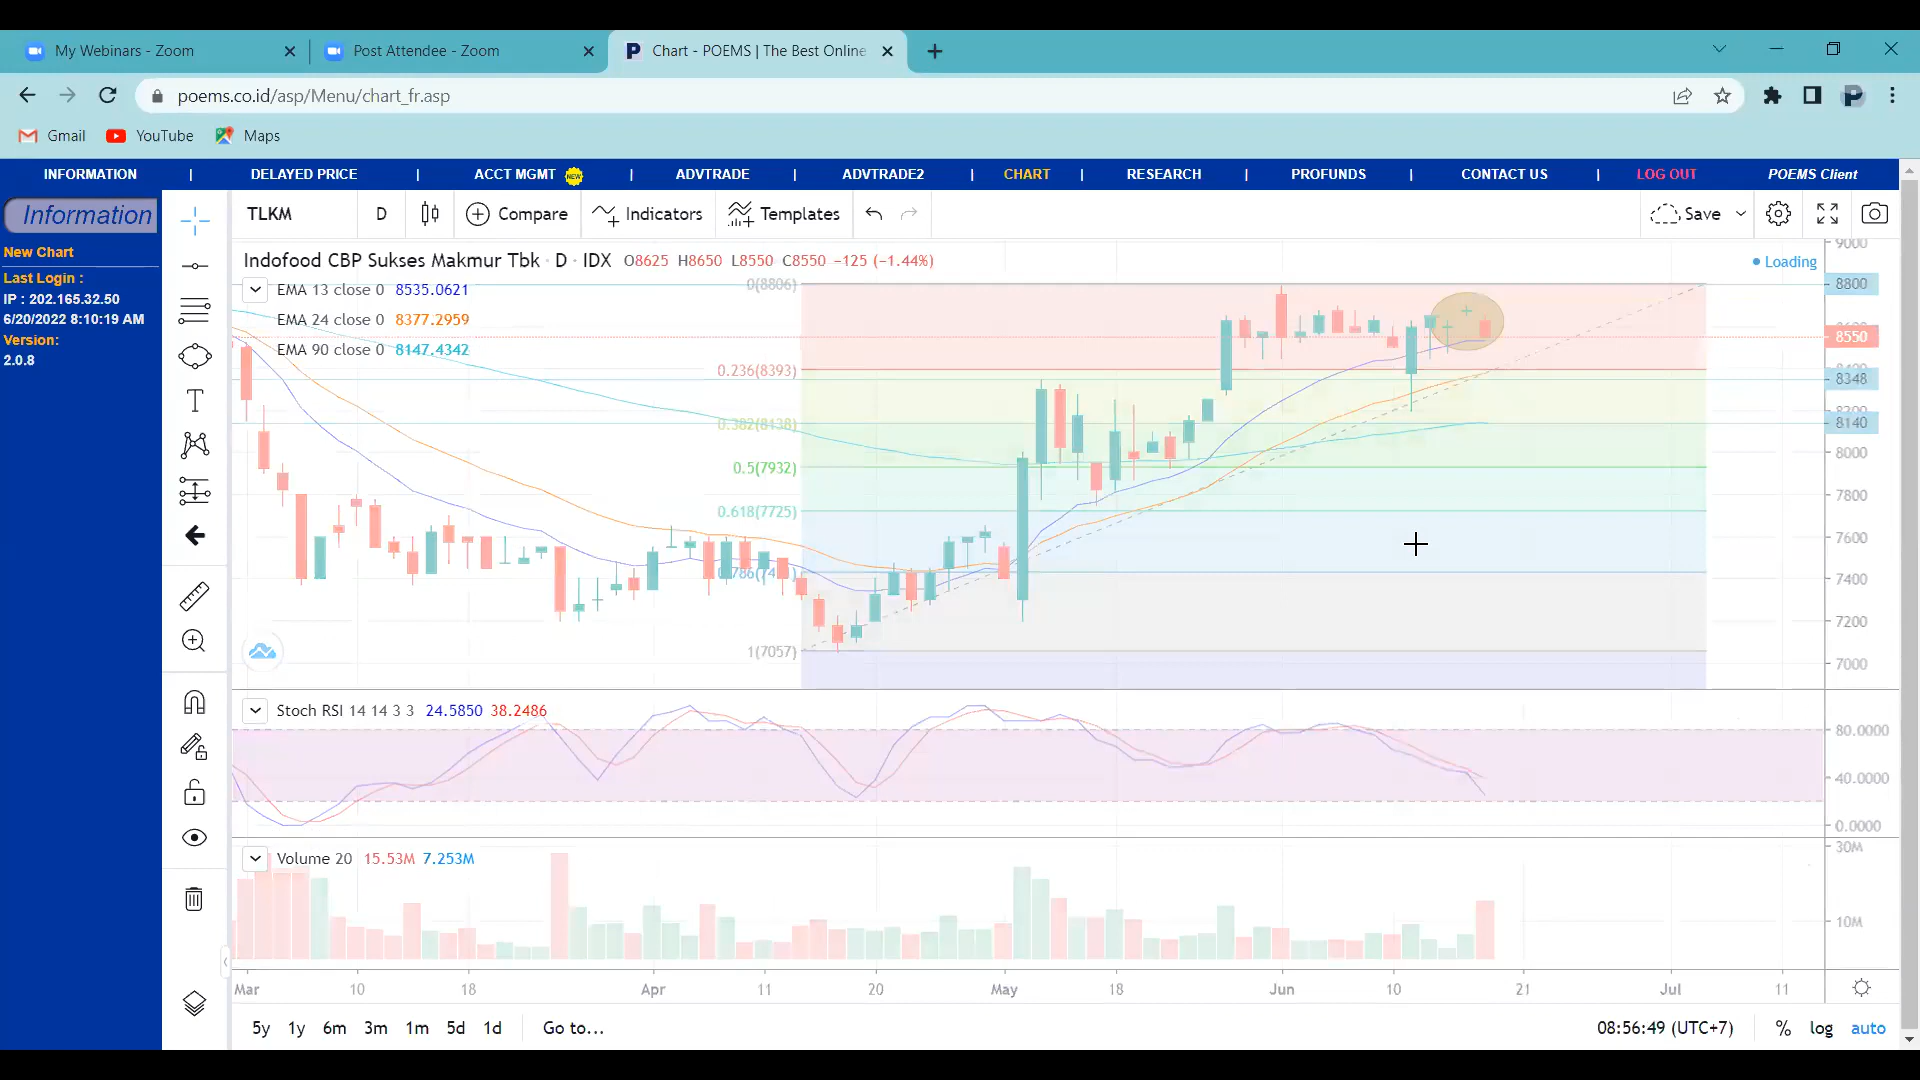 My Webinars - Zoom
Post Attendee - Zoom
P Chart - POEMS | The Best Online
poems.co.id/asp/Menu/chart_fr.asp
Gmail YouTube Maps
INFORMATION | DELAYED PRICE | ACCT MGMT NEW | ADVTRADE | ADVTRADE2 | CHART | RESEARCH | PROFUNDS | CONTACT US | LOG OUT POEMS Client
Information
New Chart
Last Login :
IP : 202.165.32.50
6/20/2022 8:10:19 AM
Version:
2.0.8
TLKM D Compare Indicators Templates Save
Indofood CBP Sukses Makmur Tbk · D · IDX O8625 H8650 L8550 C8550 −125 (−1.44%)
Loading
EMA 13 close 0 8535.0621
EMA 24 close 0 8377.2959
EMA 90 close 0 8147.4342
0(8806)
0.236(8393)
0.382(8138)
0.5(7932)
0.618(7725)
1(7057)
9000
8800
8550
8348
8200
8140
8000
7800
7600
7400
7200
7000
Stoch RSI 14 14 3 3 24.5850 38.2486
80.0000
40.0000
0.0000
Volume 20 15.53M 7.253M
30M
10M
Mar 10 18 Apr 11 20 May 18 Jun 10 21 Jul 11
5y 1y 6m 3m 1m 5d 1d Go to... 08:56:49 (UTC+7) % log auto